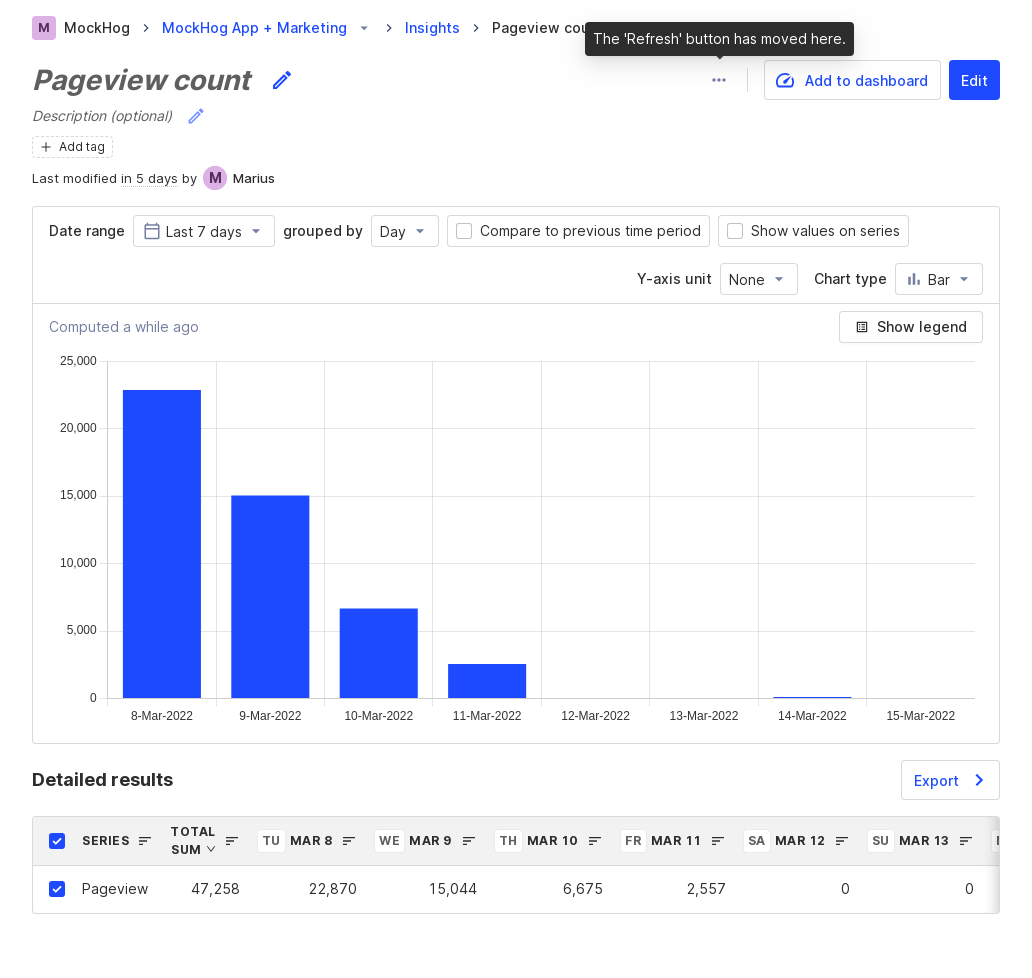 M MockHog > MockHog App + Marketing > Insights > Pageview cou
The 'Refresh' button has moved here.
Pageview count
Add to dashboard
Edit
Description (optional)
+ Add tag
Last modified in 5 days by M Marius
Date range Last 7 days grouped by Day Compare to previous time period Show values on series
Y-axis unit None Chart type Bar
Computed a while ago
Show legend
25,000
20,000
15,000
10,000
5,000
0
8-Mar-2022 9-Mar-2022 10-Mar-2022 11-Mar-2022 12-Mar-2022 13-Mar-2022 14-Mar-2022 15-Mar-2022
Detailed results
Export
SERIES TOTAL SUM TU MAR 8 WE MAR 9 TH MAR 10 FR MAR 11 SA MAR 12 SU MAR 13
Pageview 47,258 22,870 15,044 6,675 2,557 0 0